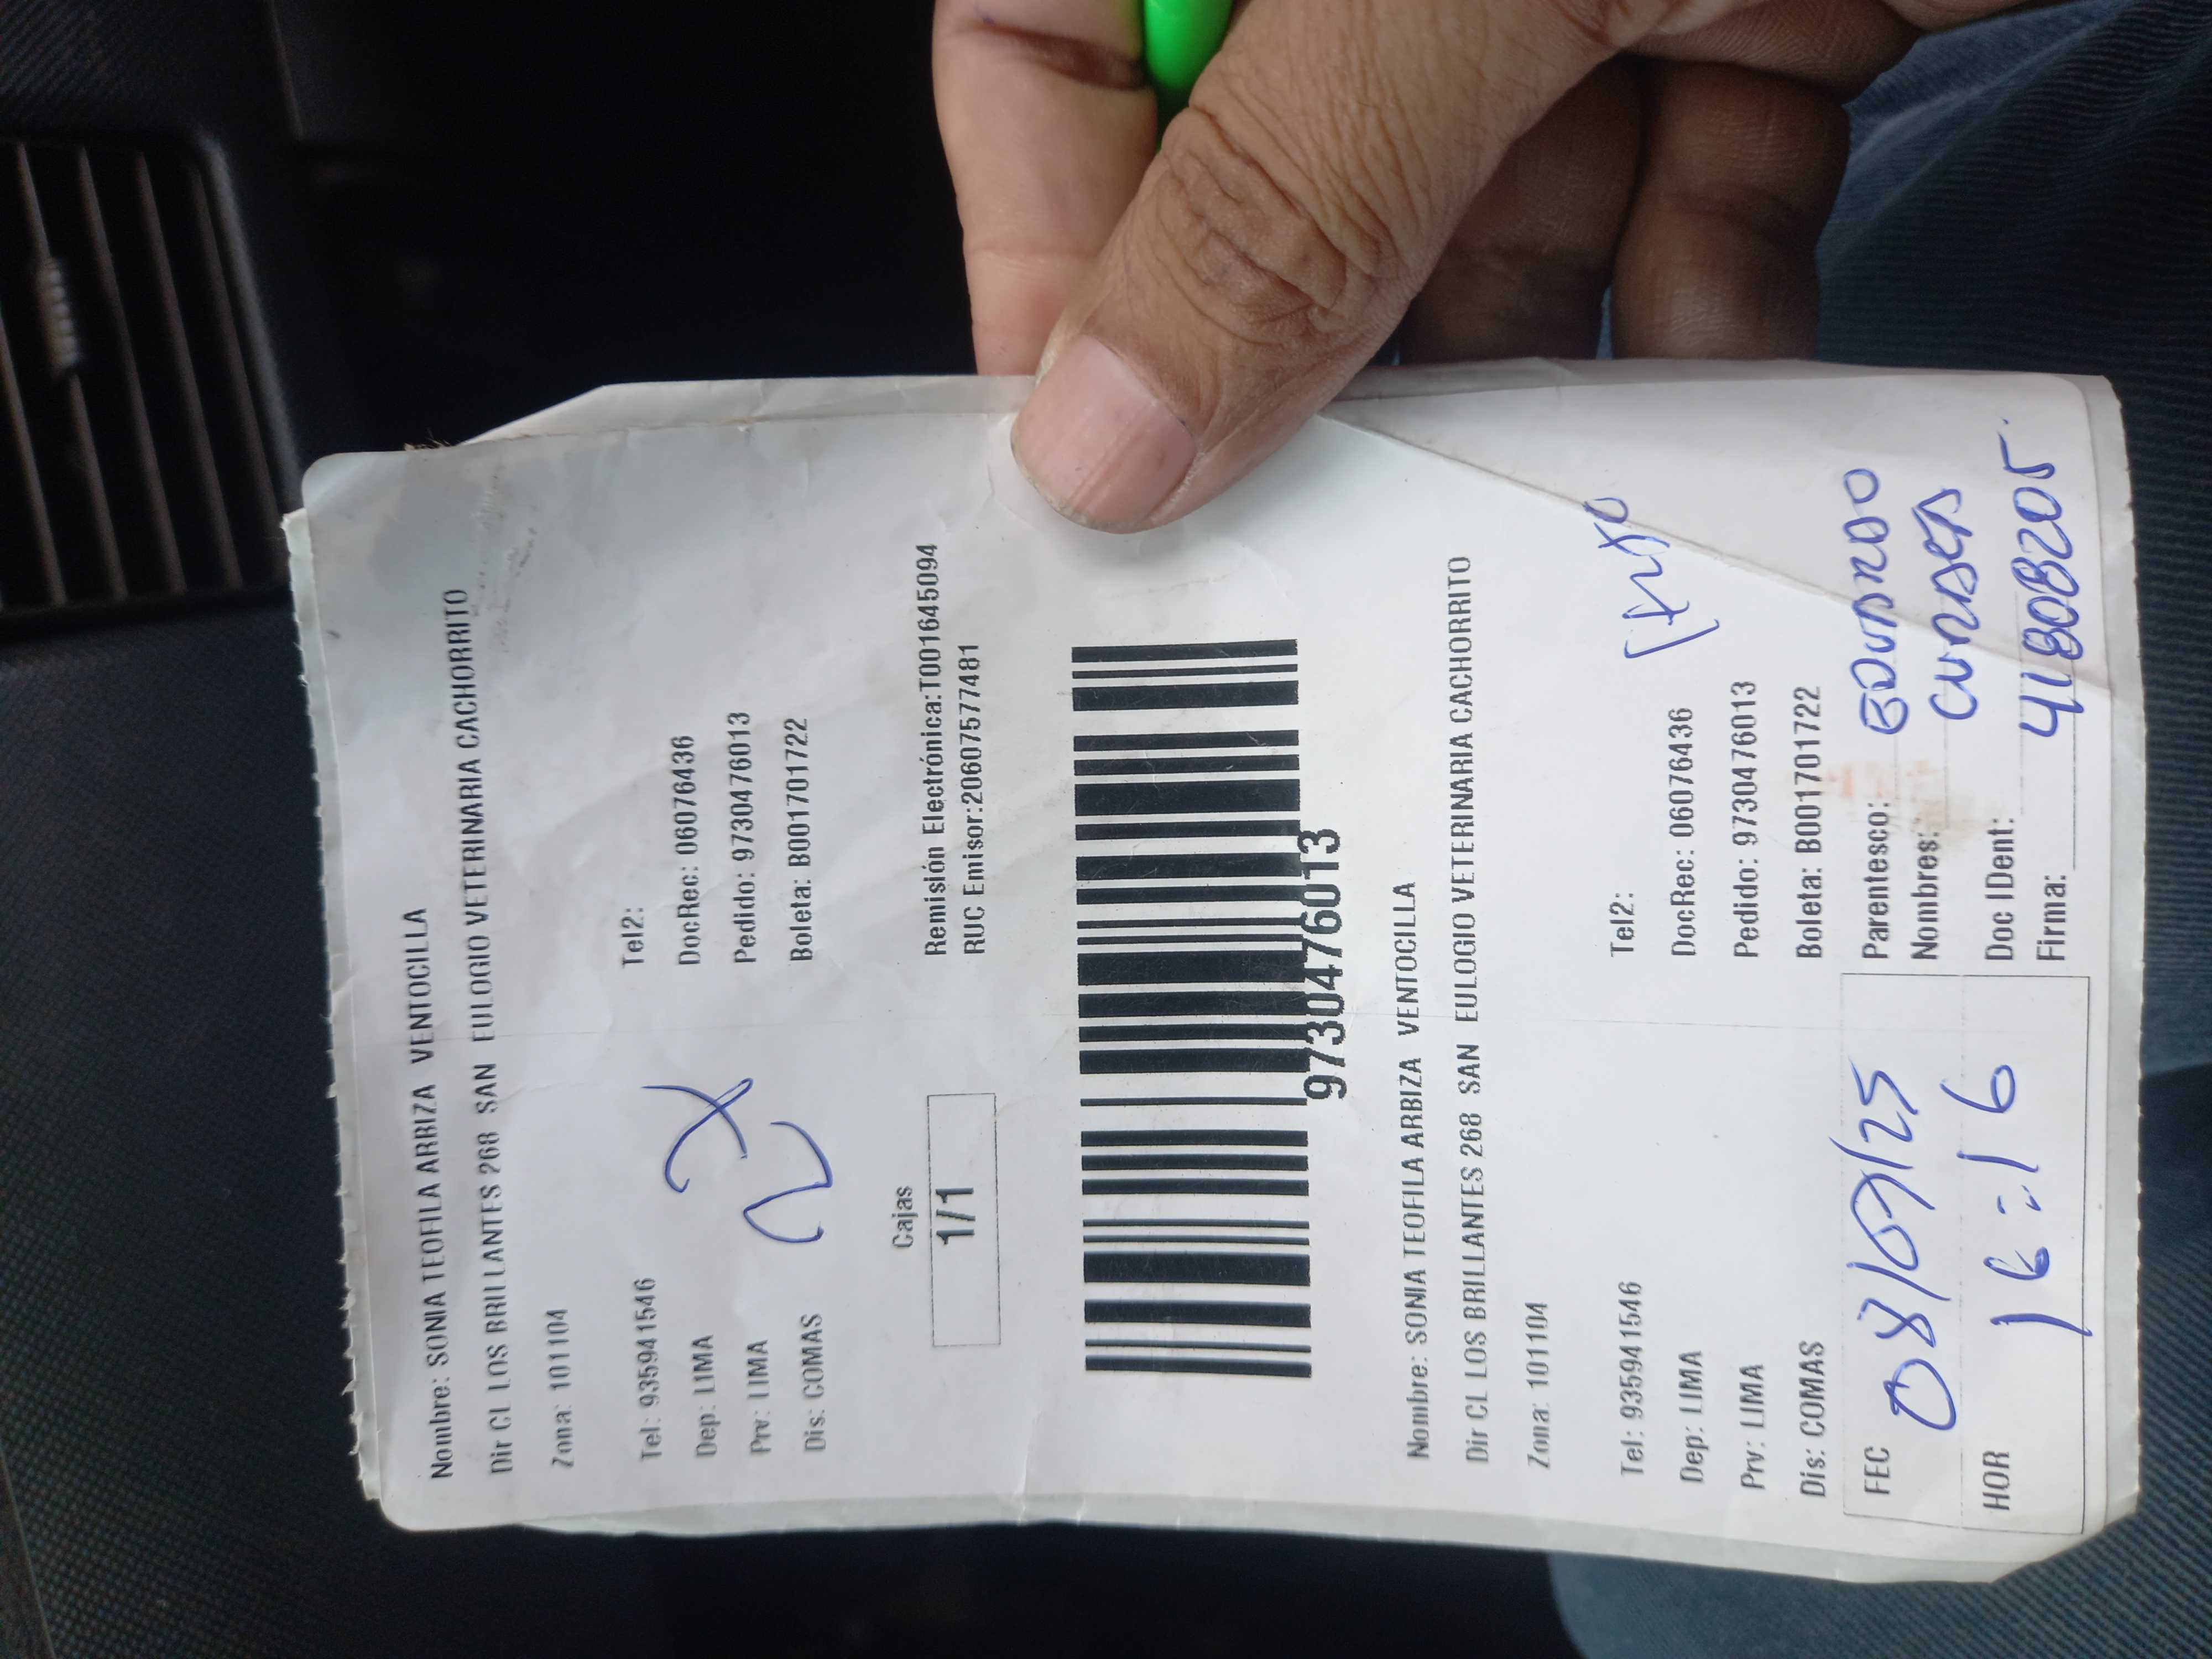 Nombre: SONIA TEOFILA ARBIZA VENTOCILLA
Dir CL LOS BRILLANTES 268 SAN EULOGIO VETERINARIA CACHORRITO
Zona: 101104
Tel: 935941546 Tel2:
Dep: LIMA DocRec: 06076436
Prv: LIMA Pedido: 9730476013
Dis: COMAS Boleta: B001701722
Cajas
1/1
Remisión Electrónica:T001645094
RUC Emisor:20607577481
9730476013
Nombre: SONIA TEOFILA ARBIZA VENTOCILLA
Dir CL LOS BRILLANTES 268 SAN EULOGIO VETERINARIA CACHORRITO
Zona: 101104
Tel: 935941546 Tel2:
Dep: LIMA DocRec: 06076436
Prv: LIMA Pedido: 9730476013
Dis: COMAS Boleta: B001701722
FEC 08/09/25
HOR 16:16
Parentesco:
Nombres:
Doc IDent: 41808205
Firma: